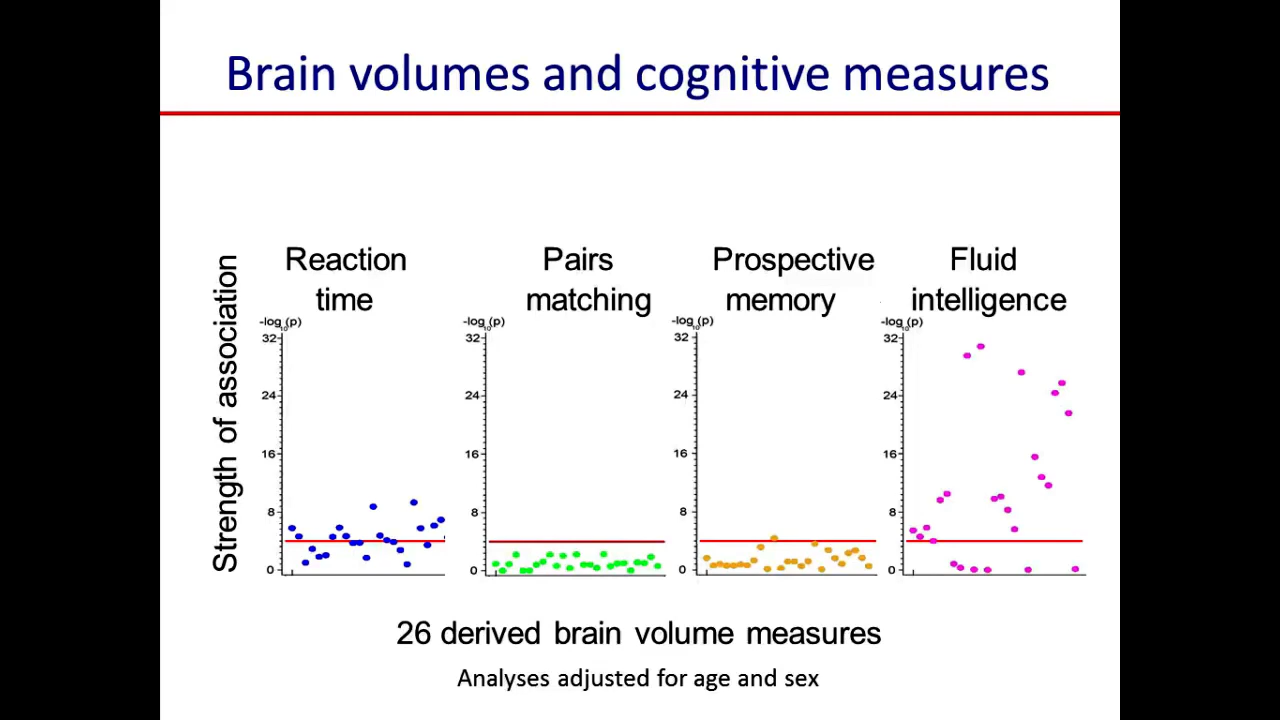 Brain volumes and cognitive measures
Strength of association
Reaction
time
-log10(p)
32
24
16
8
0
Pairs
matching
-log10(p)
32
24
16
8
0
Prospective
memory
-log10(p)
32
24
16
8
0
Fluid
intelligence
-log10(p)
32
24
16
8
0
26 derived brain volume measures
Analyses adjusted for age and sex